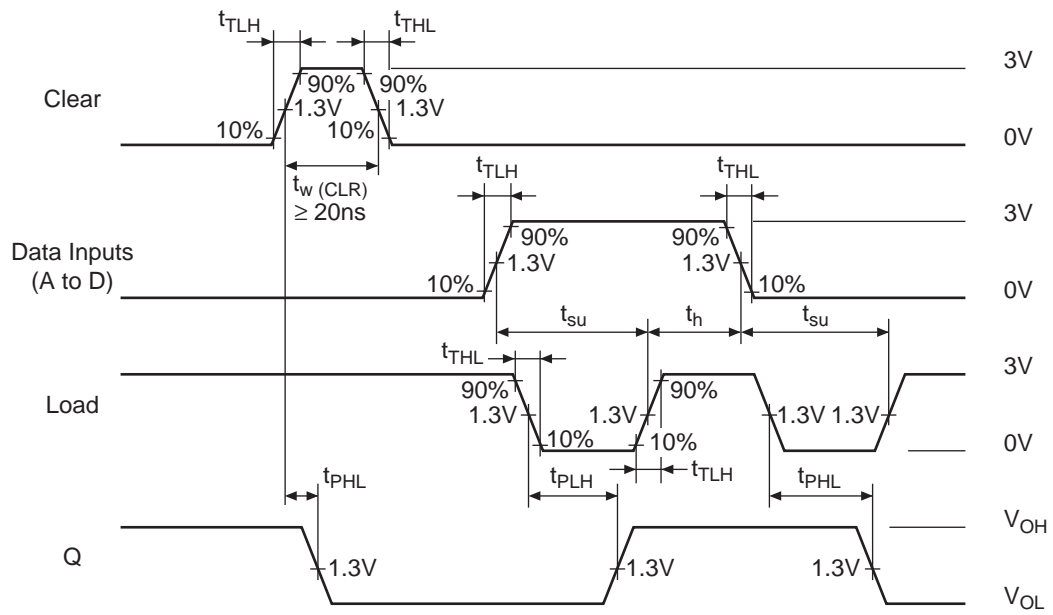 tTLH
tTHL
3V
Clear
90%
90%
1.3V
1.3V
10%
10%
0V
tw (CLR)
≥ 20ns
tTLH
tTHL
3V
Data Inputs
(A to D)
90%
90%
1.3V
1.3V
10%
10%
0V
tsu
th
tsu
tTHL
3V
Load
90%
90%
1.3V
1.3V
1.3V
1.3V
10%
10%
0V
tTLH
tPHL
tPLH
tPHL
VOH
Q
1.3V
1.3V
1.3V
VOL